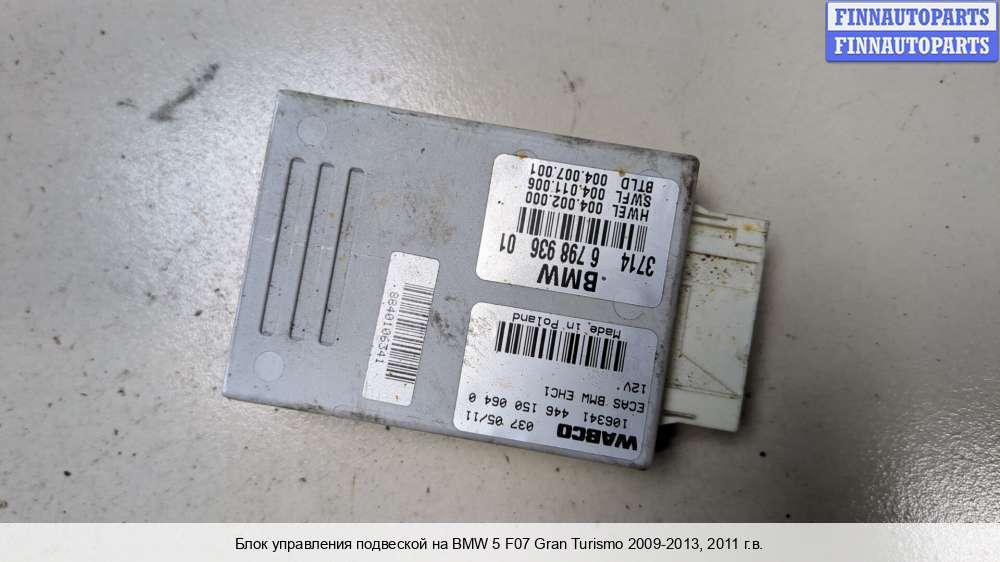 FINNAUTOPARTS
FINNAUTOPARTS
WABCO
037 05/11
106341 446 150 064 0
ECAS BMW EHC1
12V
Made in Poland
BMW
3714 6 798 936 01
HWEL 004.002.000
SWFL 004.011.006
BTLD 004.007.001
8840106341
Блок управления подвеской на BMW 5 F07 Gran Turismo 2009-2013, 2011 г.в.